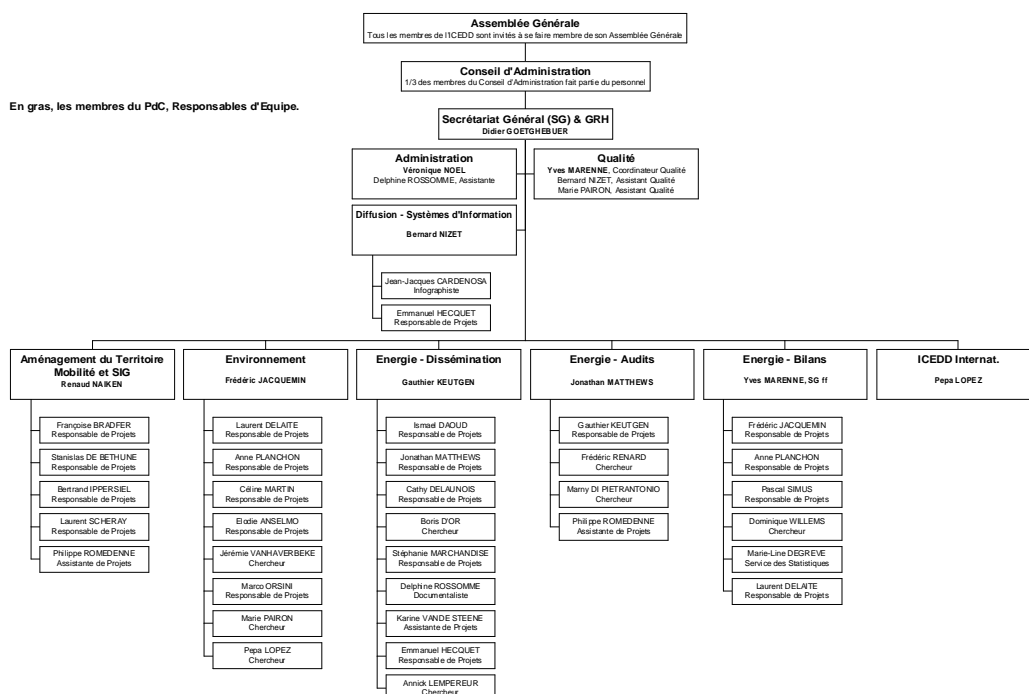 Assemblée Générale
Tous les membres de l'ICEDD sont invités à se faire membre de son Assemblée Générale
Conseil d'Administration
1/3 des membres du Conseil d'Administration fait partie du personnel
En gras, les membres du PdC, Responsables d'Equipe.
Secrétariat Général (SG) & GRH
Didier GOETGHEBUER
Administration
Véronique NOEL
Delphine ROSSOMME, Assistante
Qualité
Yves MARENNE, Coordinateur Qualité
Bernard NIZET, Assistant Qualité
Marie PAIRON, Assistant Qualité
Diffusion - Systèmes d'Information
Bernard NIZET
Jean-Jacques CARDENOSA
Infographiste
Emmanuel HECQUET
Responsable de Projets
Aménagement du Territoire
Mobilité et SIG
Renaud NAIKEN
Françoise BRADFER
Responsable de Projets
Stanislas DE BETHUNE
Responsable de Projets
Bertrand IPPERSIEL
Responsable de Projets
Laurent SCHERAY
Responsable de Projets
Philippe ROMEDENNE
Assistante de Projets
Environnement
Frédéric JACQUEMIN
Laurent DELAITE
Responsable de Projets
Anne PLANCHON
Responsable de Projets
Céline MARTIN
Responsable de Projets
Elodie ANSELMO
Responsable de Projets
Jérémie VANHAVERBEKE
Chercheur
Marco ORSINI
Responsable de Projets
Marie PAIRON
Chercheur
Pepa LOPEZ
Chercheur
Energie - Dissémination
Gauthier KEUTGEN
Ismael DAOUD
Responsable de Projets
Jonathan MATTHEWS
Responsable de Projets
Cathy DELAUNOIS
Responsable de Projets
Boris D'OR
Chercheur
Stéphanie MARCHANDISE
Responsable de Projets
Delphine ROSSOMME
Documentaliste
Karine VANDE STEENE
Assistante de Projets
Emmanuel HECQUET
Responsable de Projets
Annick LEMPEREUR
Chercheur
Energie - Audits
Jonathan MATTHEWS
Gauthier KEUTGEN
Responsable de Projets
Frédéric RENARD
Chercheur
Marny DI PIETRANTONIO
Chercheur
Philippe ROMEDENNE
Assistante de Projets
Energie - Bilans
Yves MARENNE, SG ff
Frédéric JACQUEMIN
Responsable de Projets
Anne PLANCHON
Responsable de Projets
Pascal SIMUS
Responsable de Projets
Dominique WILLEMS
Chercheur
Marie-Line DEGREVE
Service des Statistiques
Laurent DELAITE
Responsable de Projets
ICEDD Internat.
Pepa LOPEZ